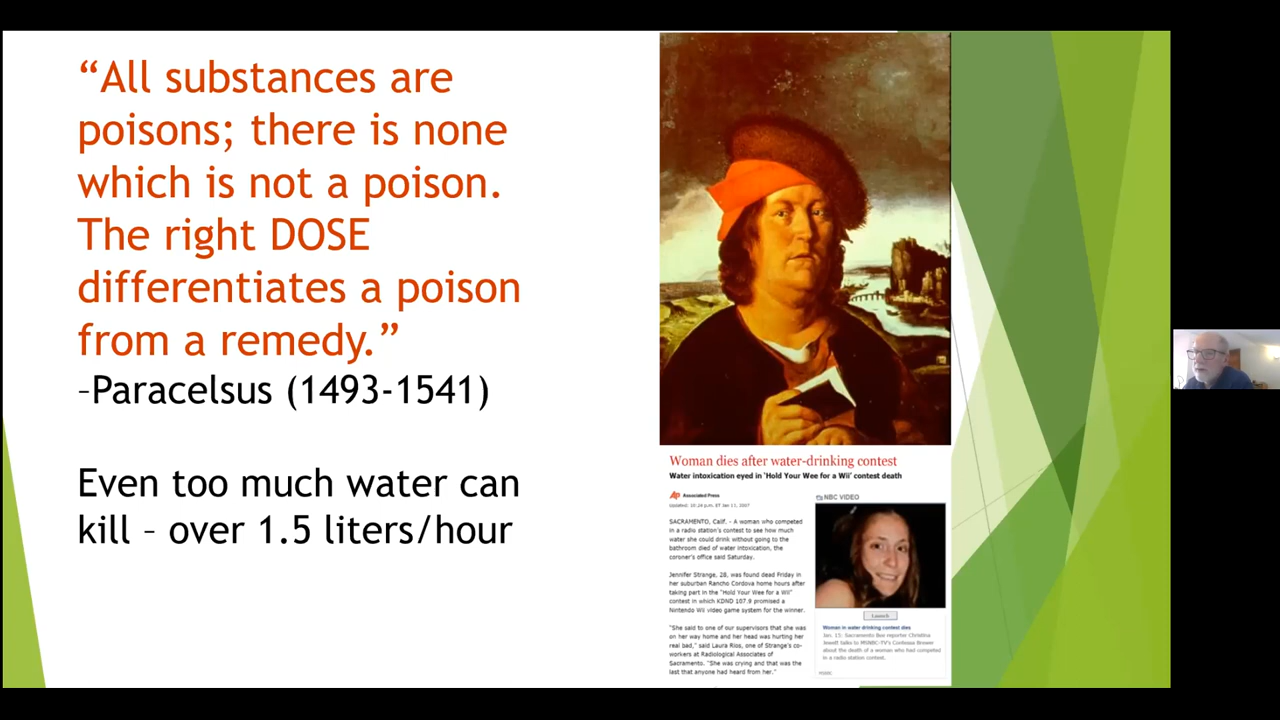 “All substances are
poisons; there is none
which is not a poison.
The right DOSE
differentiates a poison
from a remedy.”
–Paracelsus (1493-1541)
Even too much water can
kill – over 1.5 liters/hour
Woman dies after water-drinking contest
Water intoxication eyed in ‘Hold Your Wee for a Wii’ contest death
AP Associated Press
Updated: 10:24 p.m. ET Jan 13, 2007
SACRAMENTO, Calif. - A woman who competed
in a radio station's contest to see how much
water she could drink without going to the
bathroom died of water intoxication, the
coroner's office said Saturday.
Jennifer Strange, 28, was found dead Friday in
her suburban Rancho Cordova home hours after
taking part in the "Hold Your Wee for a Wii"
contest in which KDND 107.9 promised a
Nintendo Wii video game system for the winner.
"She said to one of our supervisors that she was
on her way home and her head was hurting her
real bad," said Laura Rios, one of Strange's co-
workers at Radiological Associates of
Sacramento. "She was crying and that was the
last that anyone had heard from her."
NBC VIDEO
Launch
Woman in water drinking contest dies
Jan. 15: Sacramento Bee reporter Christina
Jewett talks to MSNBC-TV's Contessa Brewer
about the death of a woman who had competed
in a radio station contest.
MSNBC